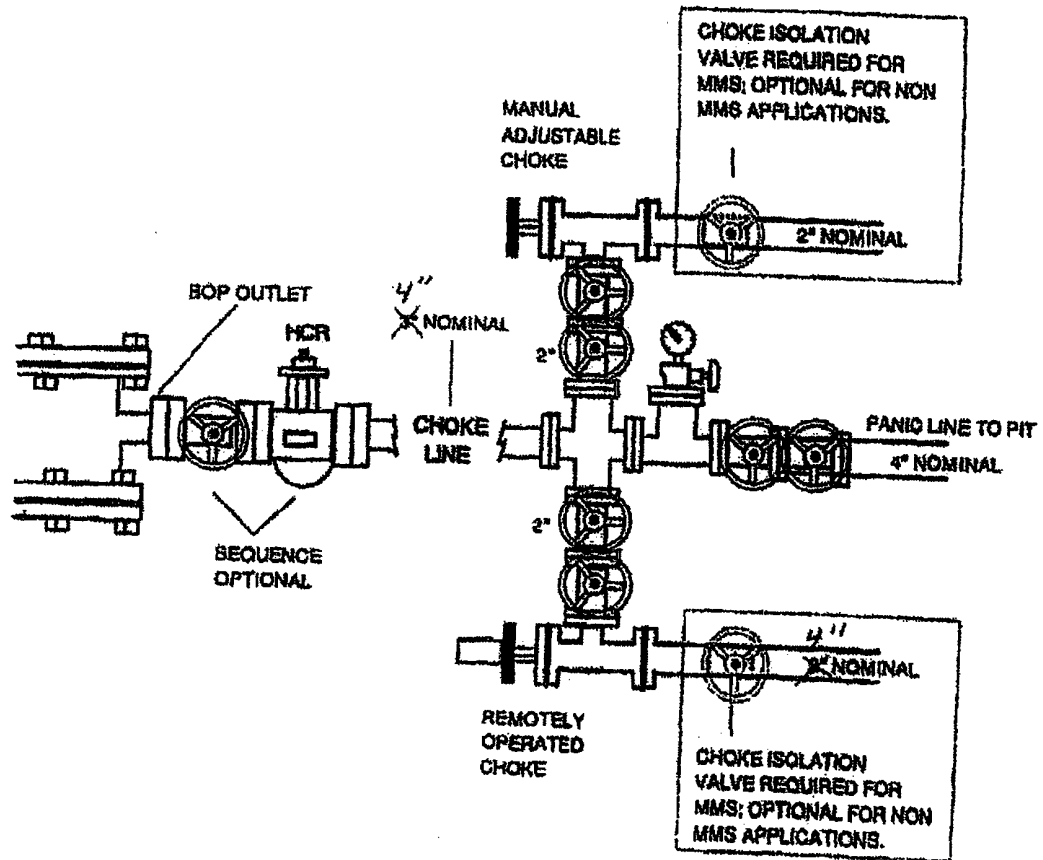 CHOKE ISOLATION
VALVE REQUIRED FOR
MMS; OPTIONAL FOR NON
MMS APPLICATIONS.
MANUAL
ADJUSTABLE
CHOKE
2" NOMINAL
BOP OUTLET
HCR
4"
NOMINAL
2"
CHOKE
LINE
PANIC LINE TO PIT
4" NOMINAL
2"
SEQUENCE
OPTIONAL
4"
NOMINAL
REMOTELY
OPERATED
CHOKE
CHOKE ISOLATION
VALVE REQUIRED FOR
MMS; OPTIONAL FOR NON
MMS APPLICATIONS.